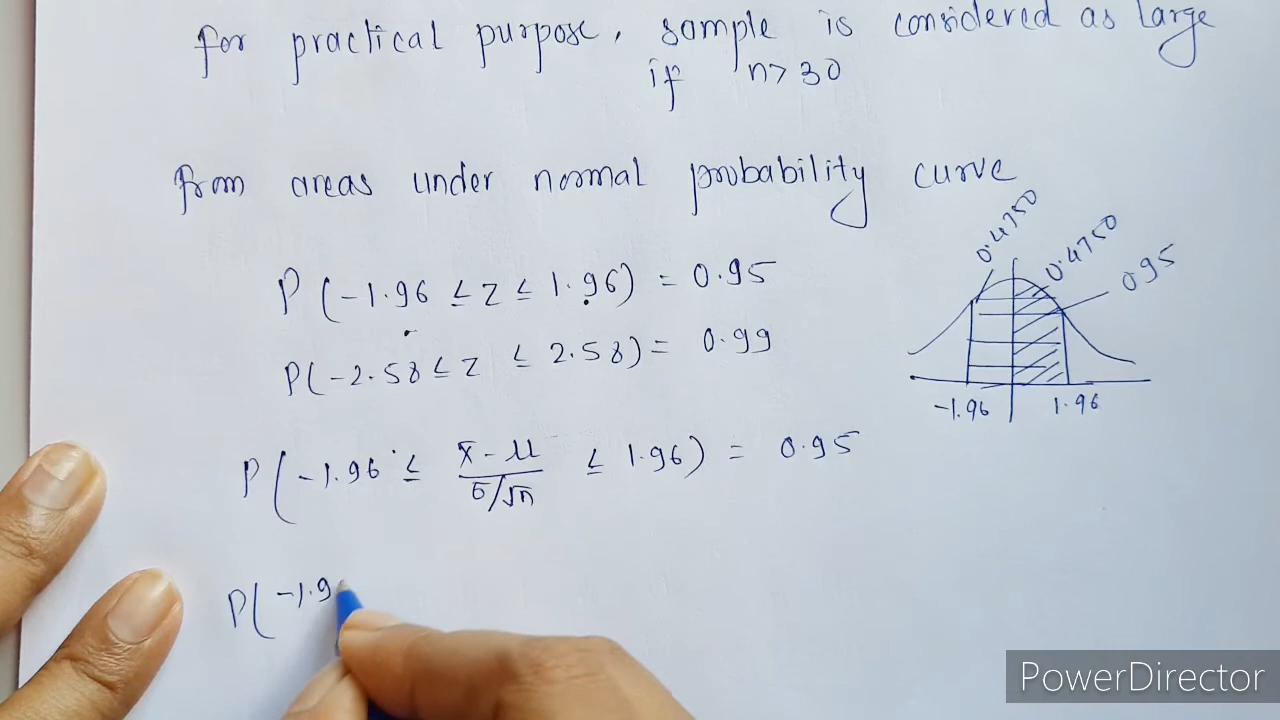 for practical purpose, sample is considered as large
if n > 30
from areas under normal probability curve
P(-1.96 ≤ z ≤ 1.96) = 0.95
P(-2.58 ≤ z ≤ 2.58) = 0.99
0.4750
0.4750
0.95
-1.96
1.96
P(-1.96 ≤ x̄ - μ / σ/√n ≤ 1.96) = 0.95
P(-1.9
PowerDirector